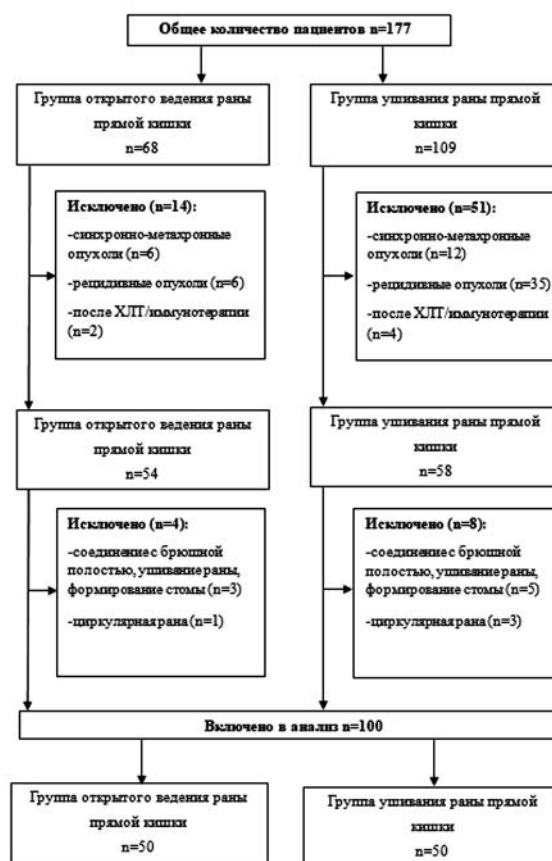 Общее количество пациентов n=177
Группа открытого ведения раны
прямой кишки
n=68
Группа ушивания раны прямой
кишки
n=109
Исключено (n=14):
-синхронно-метахронные
опухоли (n=6)
-рецидивные опухоли (n=6)
-после ХЛТ/иммунотерапии
(n=2)
Исключено (n=51):
-синхронно-метахронные
опухоли (n=12)
-рецидивные опухоли (n=35)
-после ХЛТ/иммунотерапии
(n=4)
Группа открытого ведения раны
прямой кишки
n=54
Группа ушивания раны прямой
кишки
n=58
Исключено (n=4):
-соединение с брюшной
полостью, ушивание раны,
формирование стомы (n=3)
-циркулярная рана (n=1)
Исключено (n=8):
-соединение с брюшной
полостью, ушивание раны,
формирование стомы (n=5)
-циркулярная рана (n=3)
Включено в анализ n=100
Группа открытого ведения раны
прямой кишки
n=50
Группа ушивания раны прямой
кишки
n=50